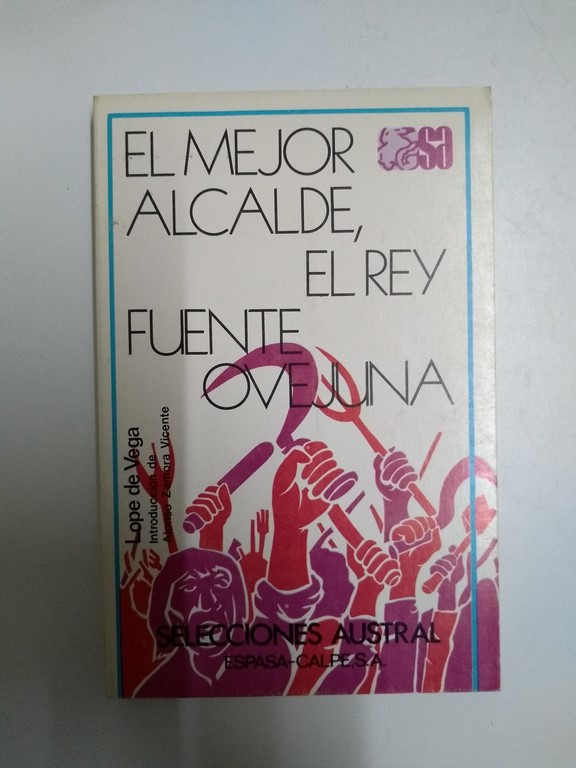 EL MEJOR
ALCALDE,
EL REY
FUENTE
OVEJUNA
Lope de Vega
Introducción de
Alonso Zamora Vicente
SELECCIONES AUSTRAL
ESPASA-CALPE, S.A.